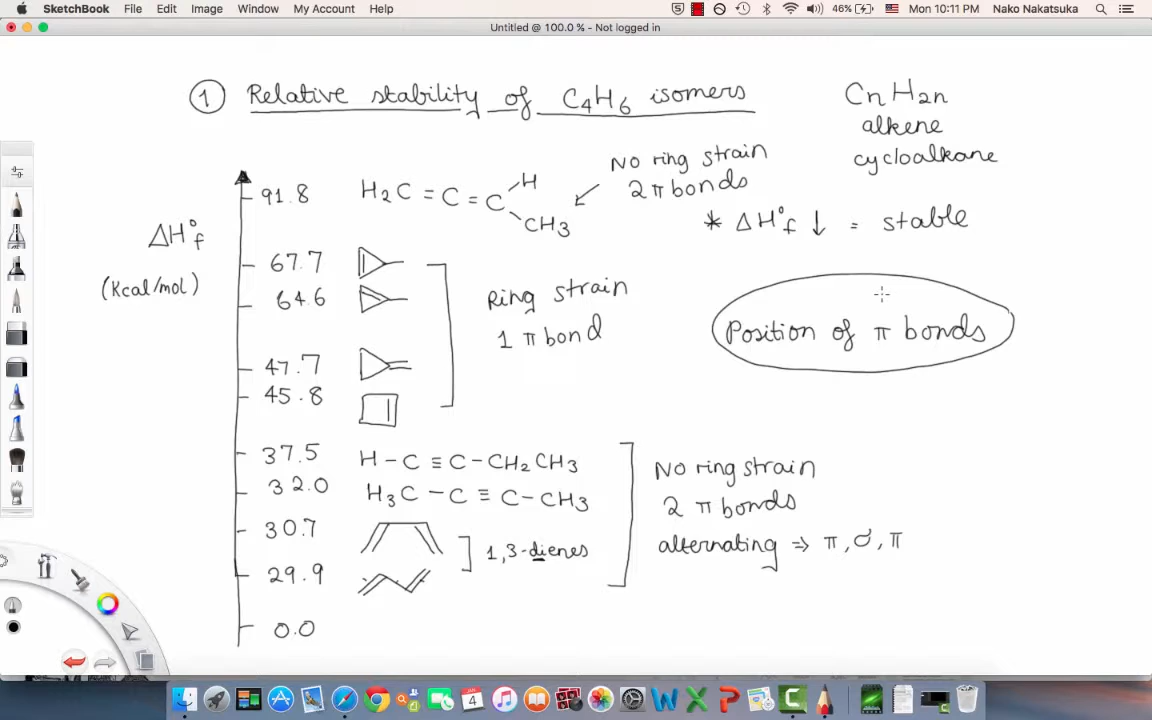 SketchBook File Edit Image Window My Account Help 46% Mon 10:11 PM Nako Nakatsuka
Untitled @ 100.0 % - Not logged in
① Relative stability of C4H6 isomers
CnH2n
alkene
cycloalkane
No ring strain
2 π bonds
* ΔH°f ↓ = stable
ΔH°f
(Kcal/mol)
91.8 H2C = C = C H CH3
67.7
64.6
Ring strain
1 π bond
Position of π bonds
47.7
45.8
37.5 H-C≡C-CH2CH3
32.0 H3C-C≡C-CH3
30.7
1,3-dienes
29.9
No ring strain
2 π bonds
alternating ⇒ π, σ, π
0.0